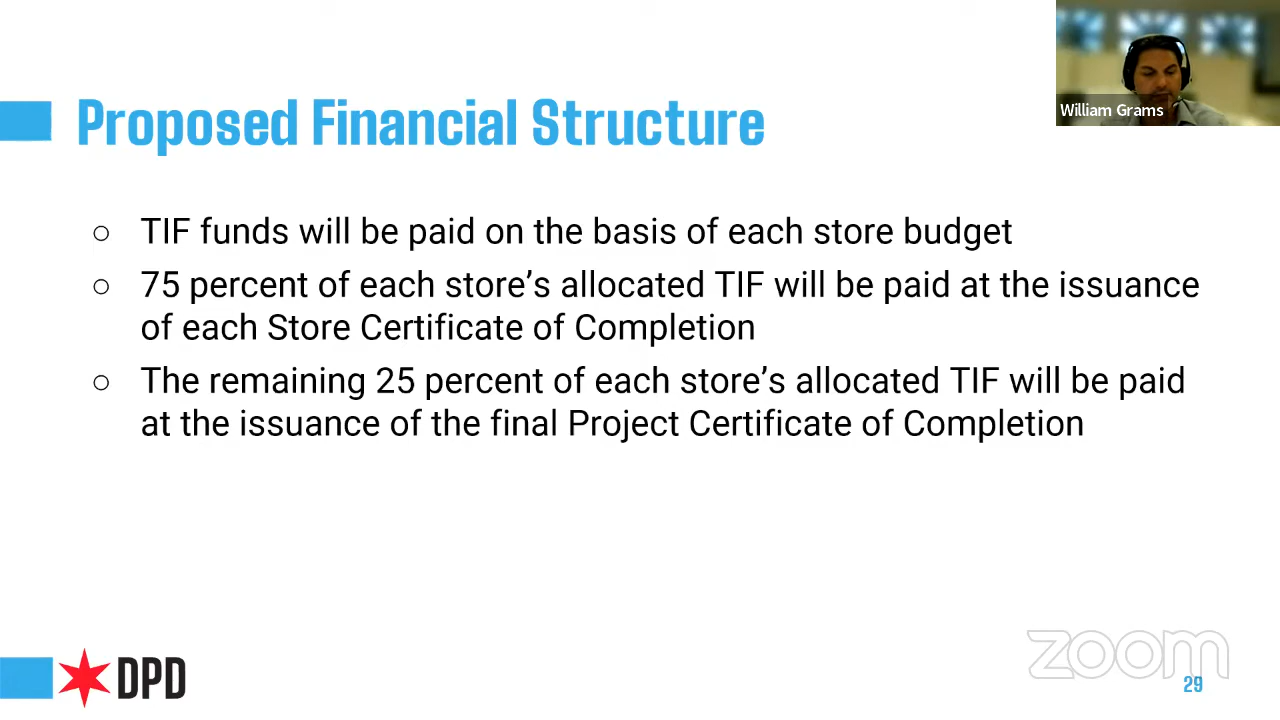 William Grams
Proposed Financial Structure
○ TIF funds will be paid on the basis of each store budget
○ 75 percent of each store’s allocated TIF will be paid at the issuance
of each Store Certificate of Completion
○ The remaining 25 percent of each store’s allocated TIF will be paid
at the issuance of the final Project Certificate of Completion
DPD
zoom
29